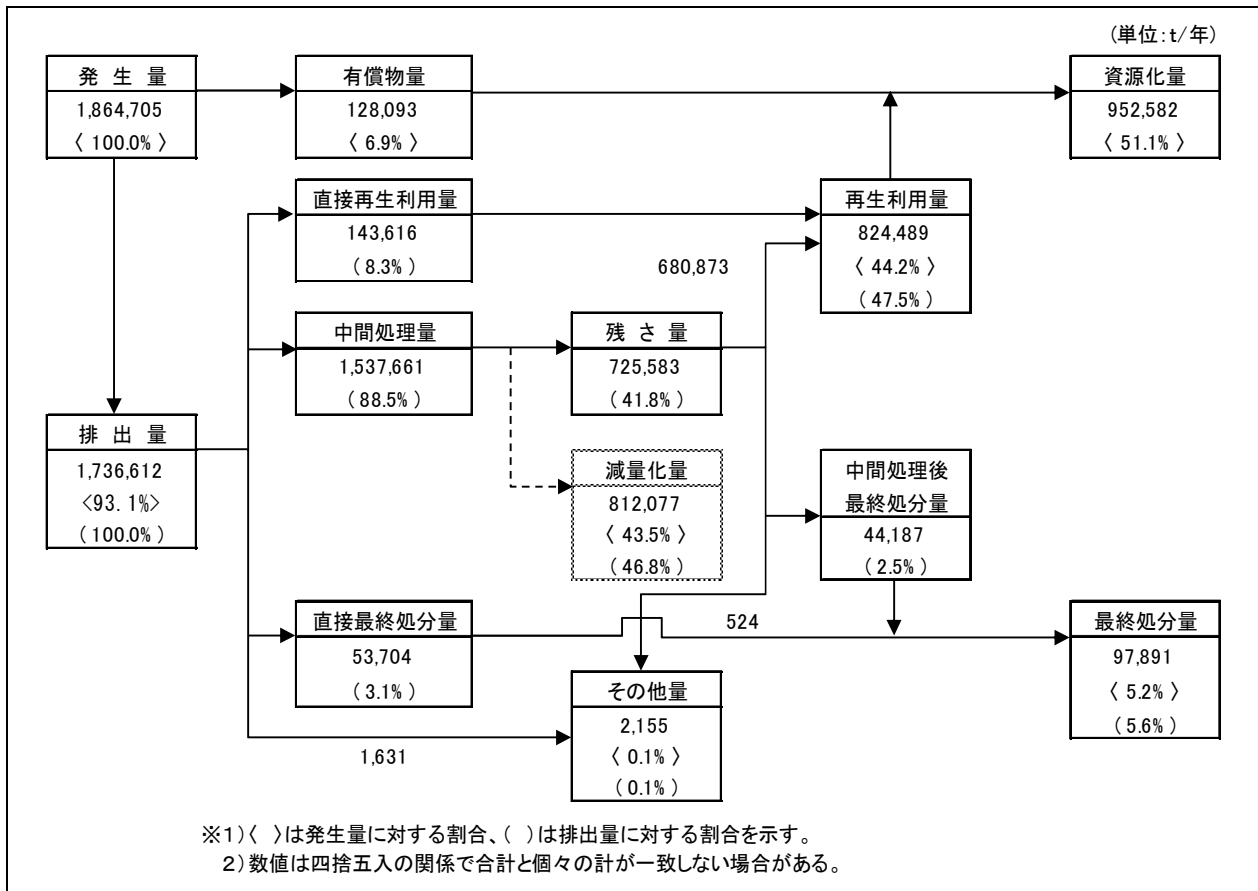 (単位:t/年)
発 生 量
1,864,705
〈 100.0% 〉
有償物量
128,093
〈 6.9% 〉
資源化量
952,582
〈 51.1% 〉
直接再生利用量
143,616
( 8.3% )
再生利用量
824,489
〈 44.2% 〉
( 47.5% )
680,873
中間処理量
1,537,661
( 88.5% )
残 さ 量
725,583
( 41.8% )
排 出 量
1,736,612
<93. 1%>
( 100.0% )
減量化量
812,077
〈 43.5% 〉
( 46.8% )
中間処理後
最終処分量
44,187
( 2.5% )
直接最終処分量
53,704
( 3.1% )
524
最終処分量
97,891
〈 5.2% 〉
( 5.6% )
その他量
2,155
〈 0.1% 〉
( 0.1% )
1,631
※1)〈 〉は発生量に対する割合、( )は排出量に対する割合を示す。
2)数値は四捨五入の関係で合計と個々の計が一致しない場合がある。